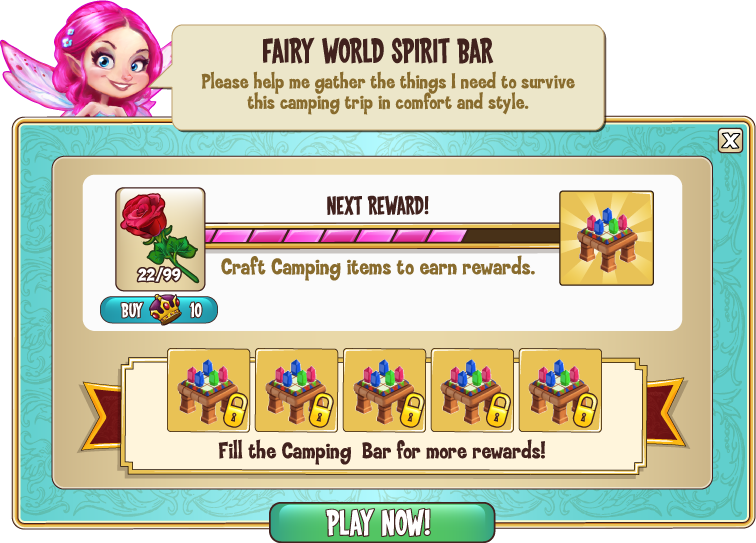 FAIRY WORLD SPIRIT BAR
Please help me gather the things I need to survive
this camping trip in comfort and style.
X
NEXT REWARD!
22/99
Craft Camping items to earn rewards.
BUY 10
Fill the Camping Bar for more rewards!
PLAY NOW!